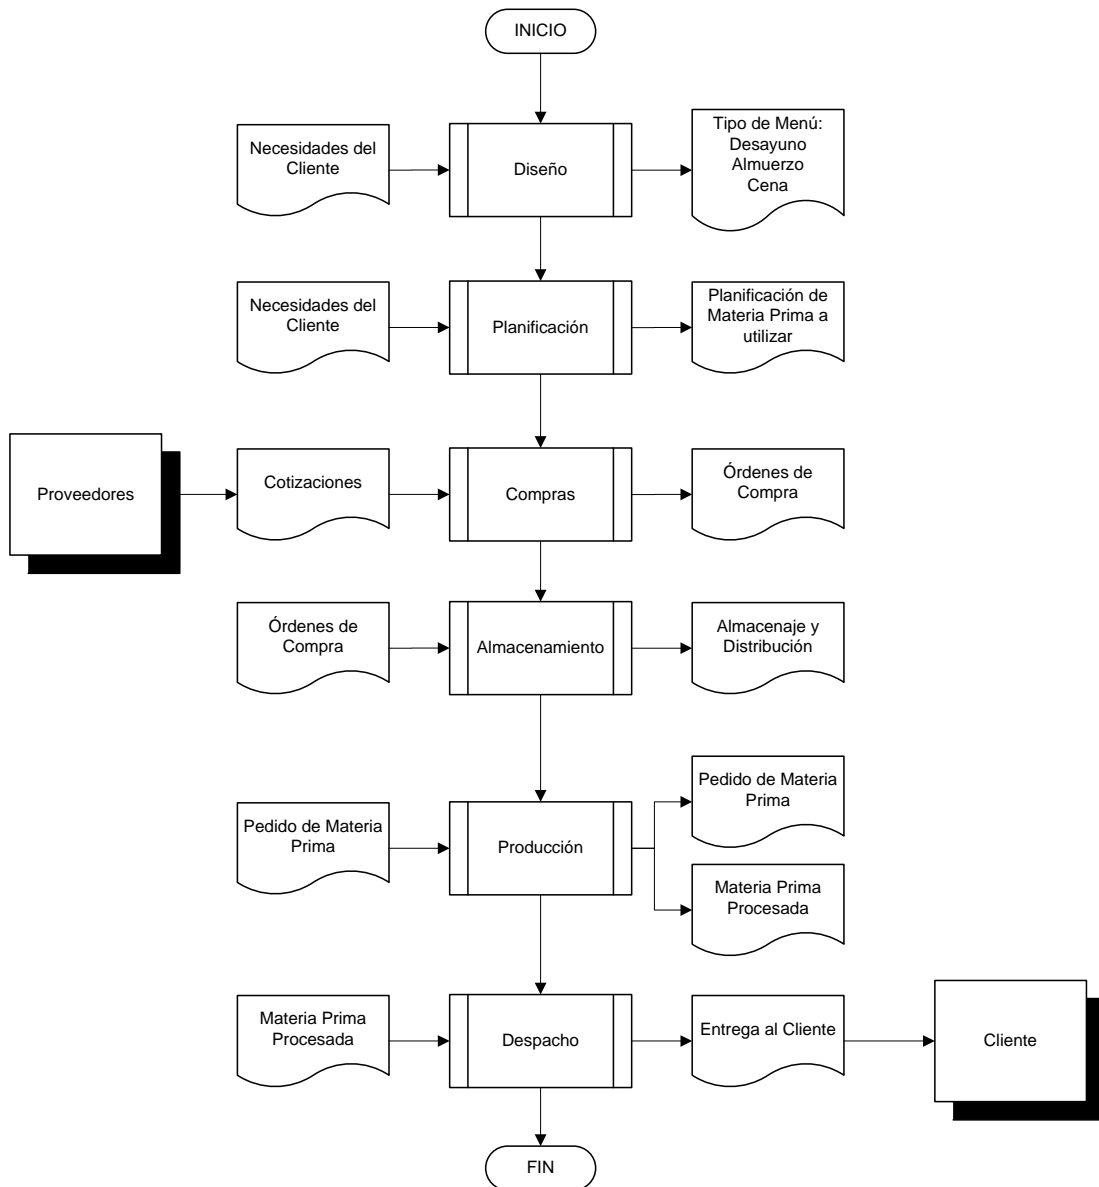 INICIO
Necesidades del
Cliente
Diseño
Tipo de Menú:
Desayuno
Almuerzo
Cena
Necesidades del
Cliente
Planificación
Planificación de
Materia Prima a
utilizar
Proveedores
Cotizaciones
Compras
Órdenes de
Compra
Órdenes de
Compra
Almacenamiento
Almacenaje y
Distribución
Pedido de Materia
Prima
Producción
Pedido de Materia
Prima
Materia Prima
Procesada
Materia Prima
Procesada
Despacho
Entrega al Cliente
Cliente
FIN